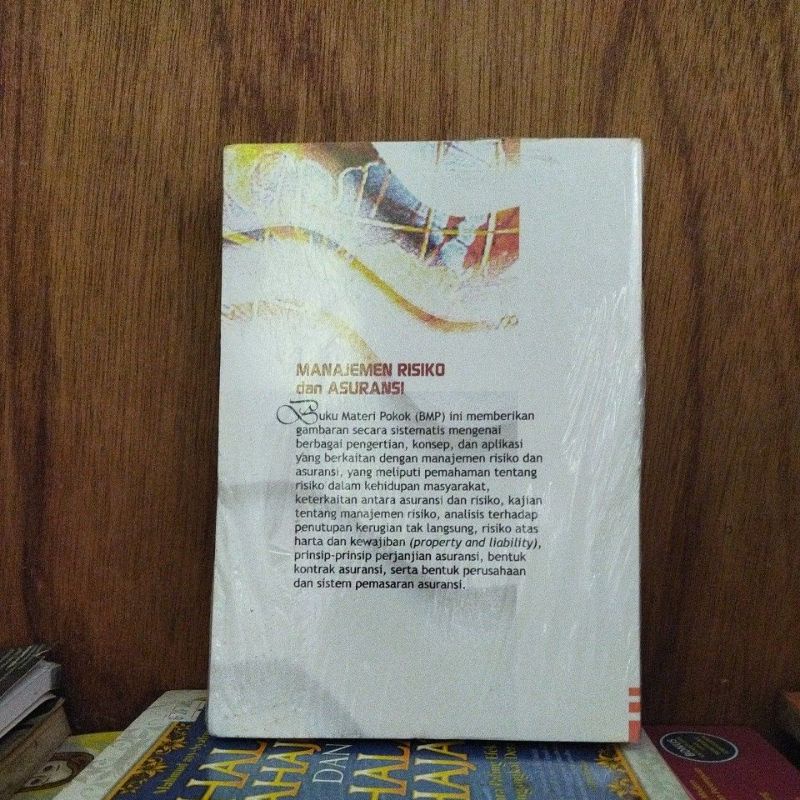 MANAJEMEN RISIKO
dan ASURANSI
Buku Materi Pokok (BMP) ini memberikan
gambaran secara sistematis mengenai
berbagai pengertian, konsep, dan aplikasi
yang berkaitan dengan manajemen risiko dan
asuransi, yang meliputi pemahaman tentang
risiko dalam kehidupan masyarakat,
keterkaitan antara asuransi dan risiko, kajian
tentang manajemen risiko, analisis terhadap
penutupan kerugian tak langsung, risiko atas
harta dan kewajiban (property and liability),
prinsip-prinsip perjanjian asuransi, bentuk
kontrak asuransi, serta bentuk perusahaan
dan sistem pemasaran asuransi.
DAN